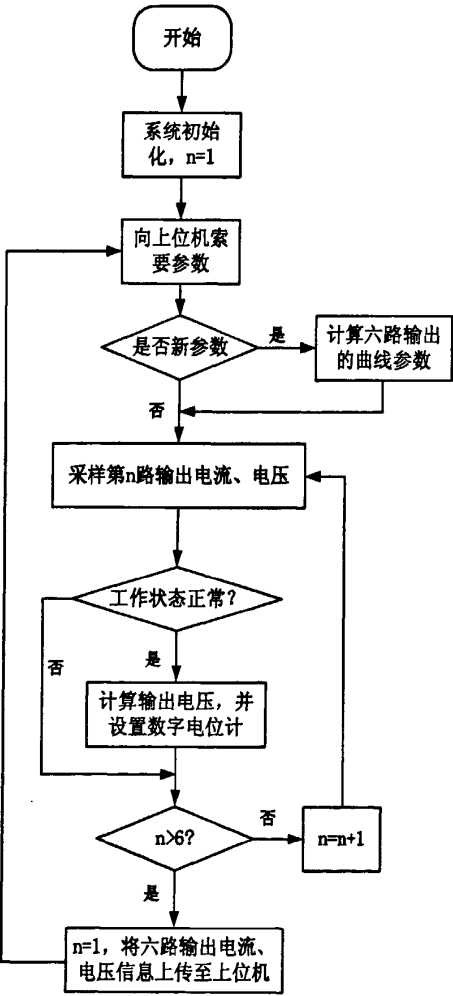 开始
系统初始
化，n=1
向上位机索
要参数
是否新参数
是
计算六路输出
的曲线参数
否
采样第n路输出电流、电压
工作状态正常?
否
是
计算输出电压，并
设置数字电位计
n>6?
否
n=n+1
是
n=1，将六路输出电流、
电压信息上传至上位机